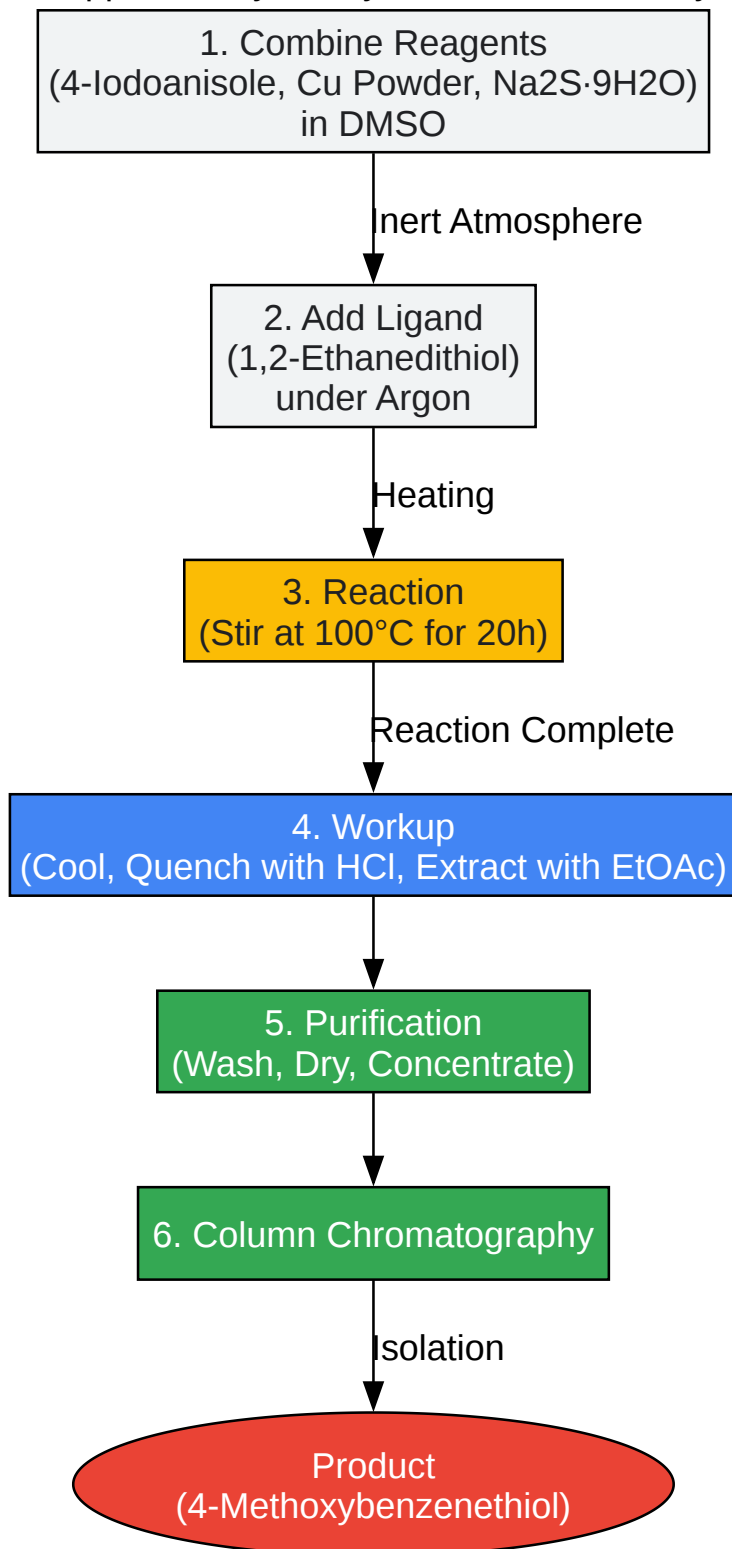 1. Combine Reagents
(4-Iodoanisole, Cu Powder, Na2S·9H2O)
in DMSO
Inert Atmosphere
2. Add Ligand
(1,2-Ethanedithiol)
under Argon
Heating
3. Reaction
(Stir at 100°C for 20h)
Reaction Complete
4. Workup
(Cool, Quench with HCl, Extract with EtOAc)
5. Purification
(Wash, Dry, Concentrate)
6. Column Chromatography
Isolation
Product
(4-Methoxybenzenethiol)